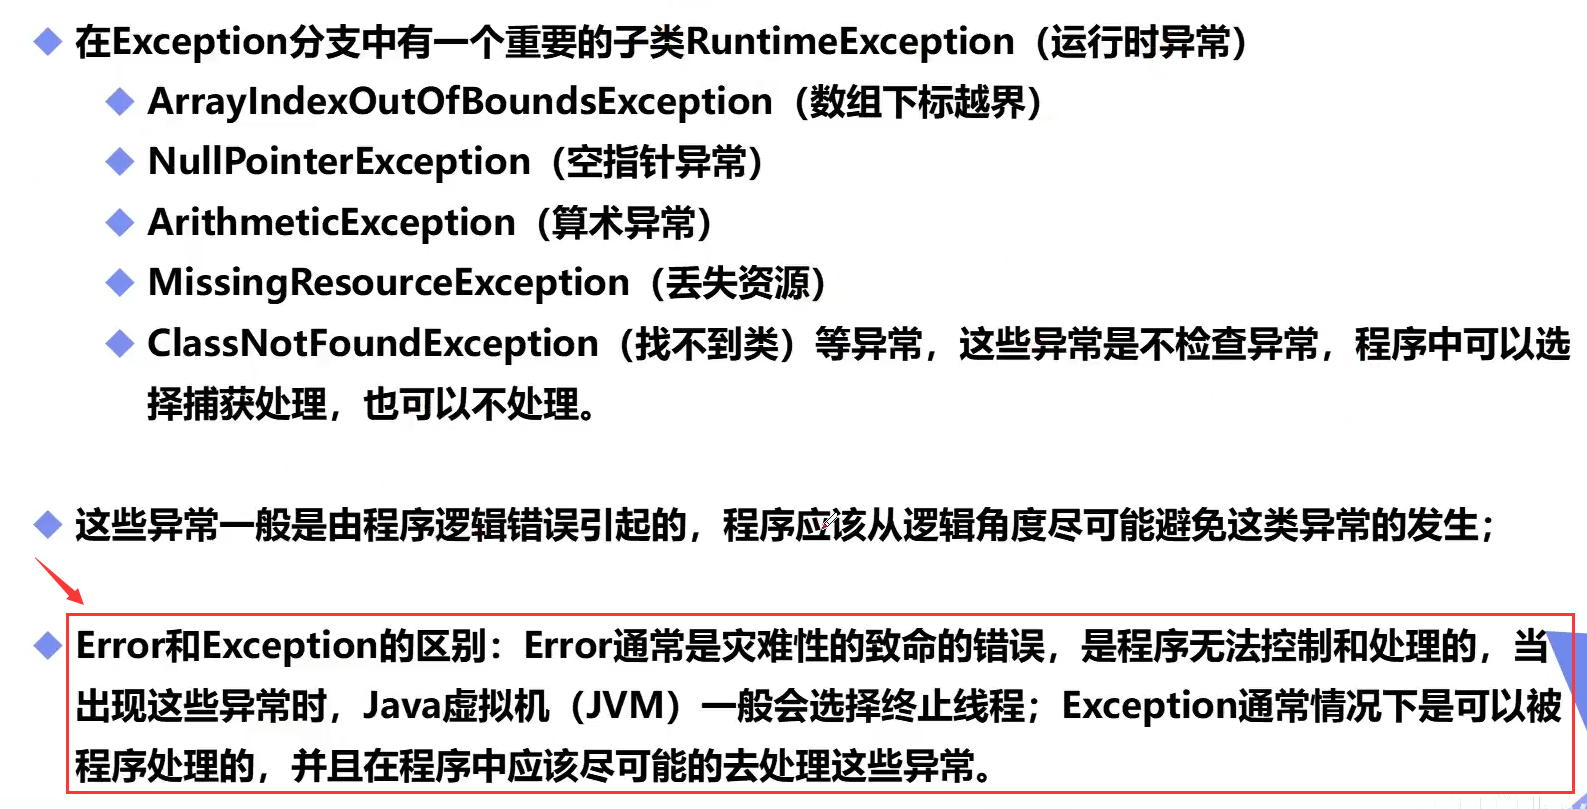 在Exception分支中有一个重要的子类RuntimeException（运行时异常）
ArrayIndexOutOfBoundsException（数组下标越界）
NullPointerException（空指针异常）
ArithmeticException（算术异常）
MissingResourceException（丢失资源）
ClassNotFoundException（找不到类）等异常，这些异常是不检查异常，程序中可以选
择捕获处理，也可以不处理。
这些异常一般是由程序逻辑错误引起的，程序应该从逻辑角度尽可能避免这类异常的发生；
Error和Exception的区别：Error通常是灾难性的致命的错误，是程序无法控制和处理的，当
出现这些异常时，Java虚拟机（JVM）一般会选择终止线程；Exception通常情况下是可以被
程序处理的，并且在程序中应该尽可能的去处理这些异常。